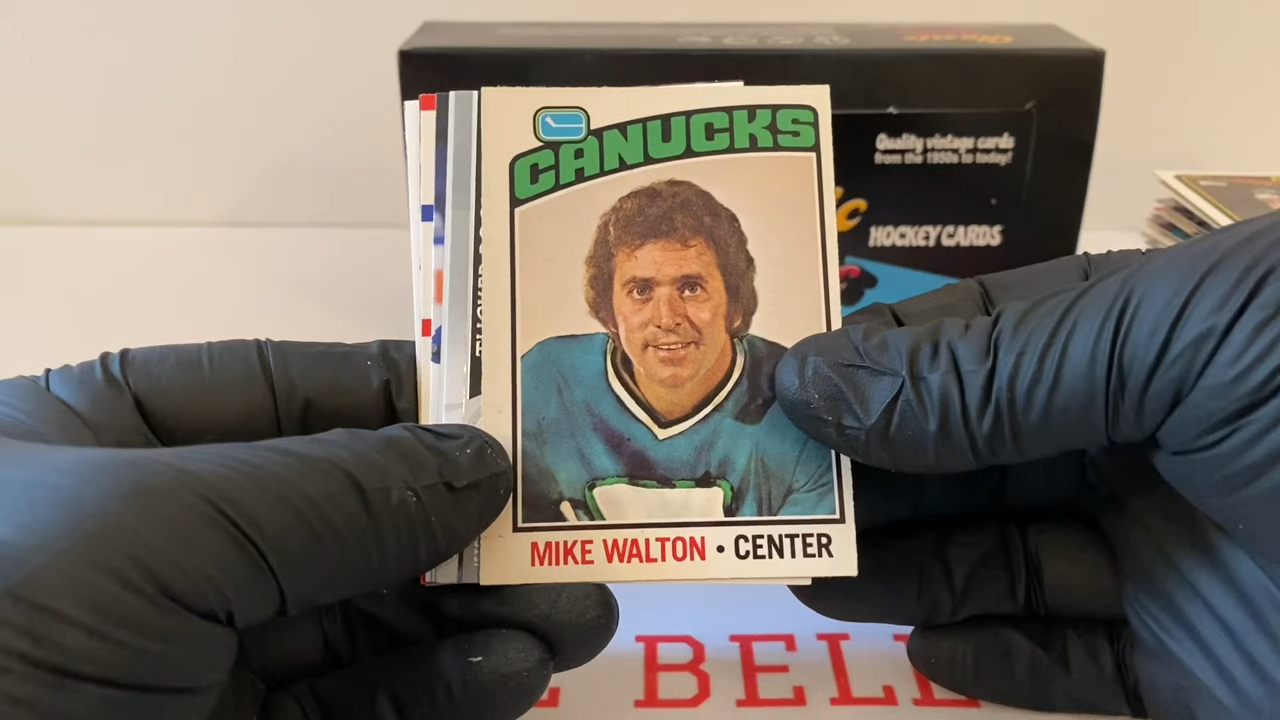 Quality vintage cards
from the 1950s to today!
CANUCKS
HOCKEY CARDS
MIKE WALTON • CENTER
BELL